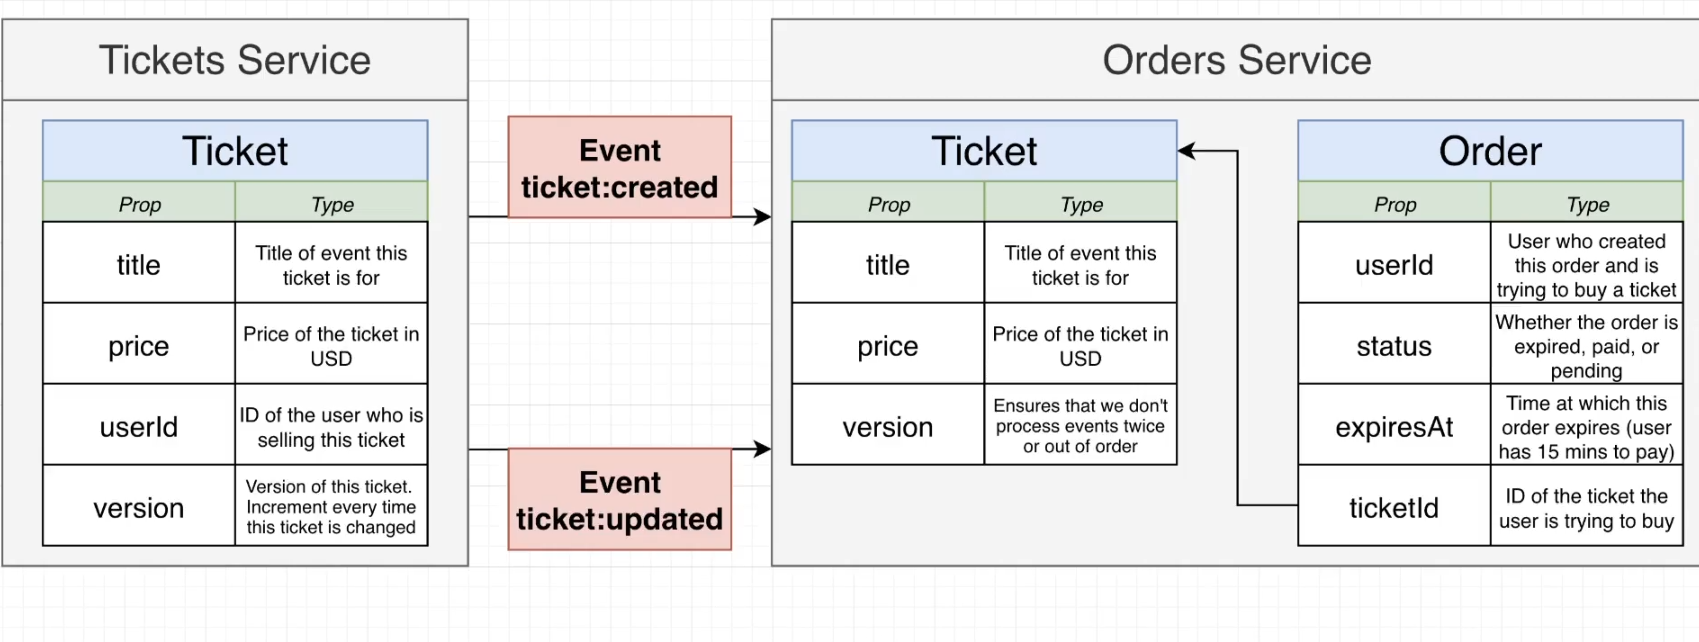 Tickets Service
Ticket
Prop
Type
title
Title of event this
ticket is for
price
Price of the ticket in
USD
userId
ID of the user who is
selling this ticket
version
Version of this ticket.
Increment every time
this ticket is changed
Event
ticket:created
Event
ticket:updated
Orders Service
Ticket
Prop
Type
title
Title of event this
ticket is for
price
Price of the ticket in
USD
version
Ensures that we don't
process events twice
or out of order
Order
Prop
Type
userId
User who created
this order and is
trying to buy a ticket
status
Whether the order is
expired, paid, or
pending
expiresAt
Time at which this
order expires (user
has 15 mins to pay)
ticketId
ID of the ticket the
user is trying to buy